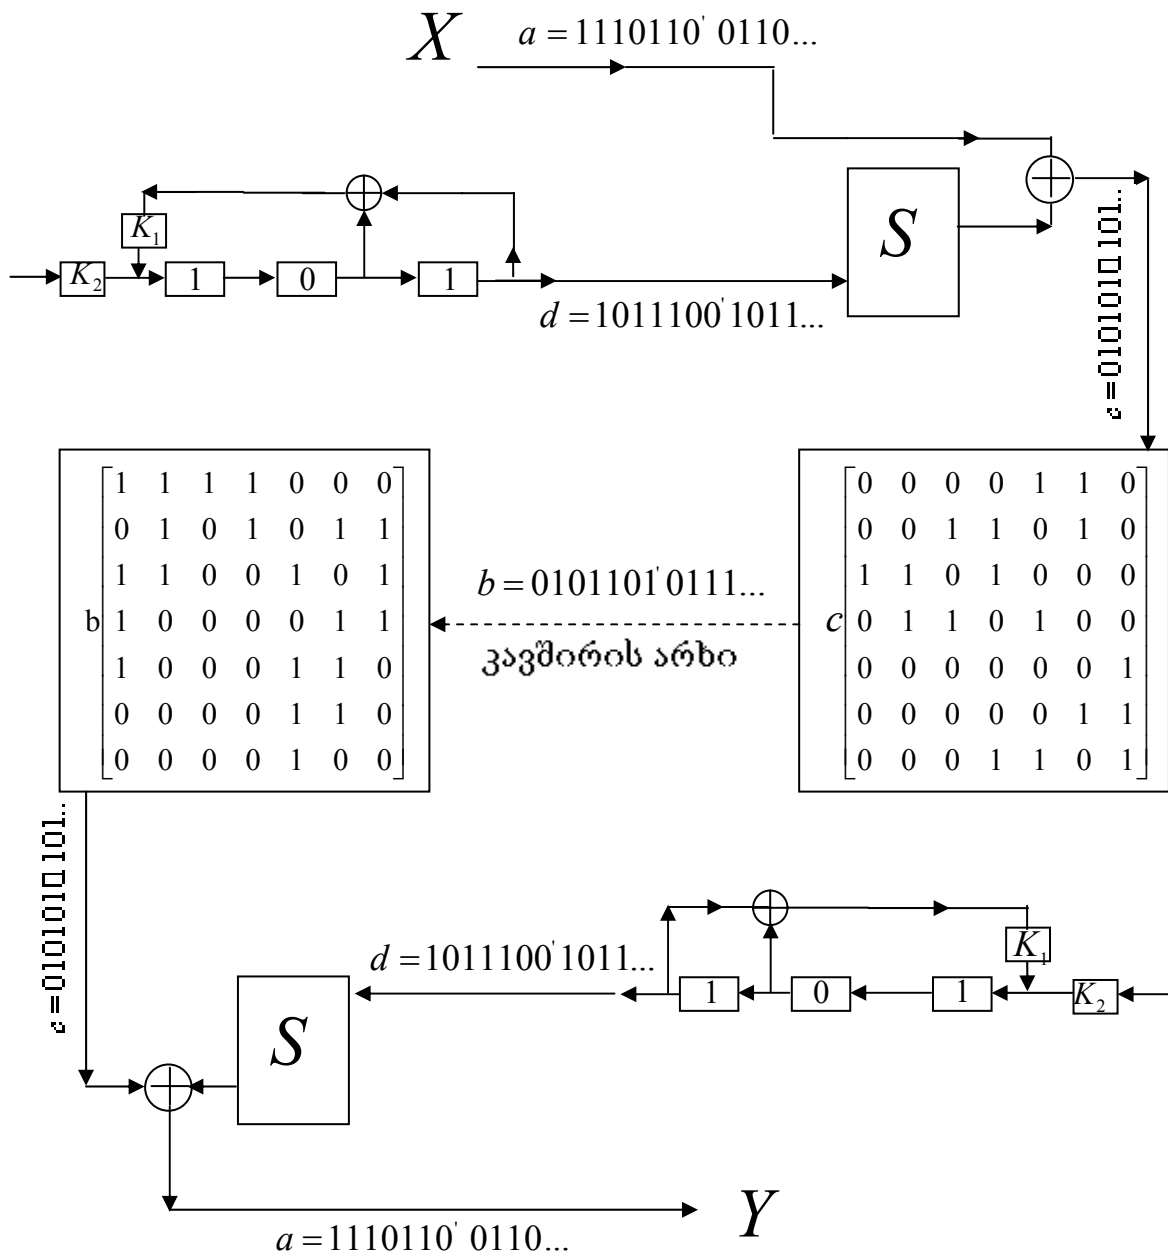 X a = 1110110' 0110...
K₁
K₂ 1 0 1
S
d = 1011100' 1011...
c = 0101010 101..
b
1 1 1 1 0 0 0
0 1 0 1 0 1 1
1 1 0 0 1 0 1
1 0 0 0 0 1 1
1 0 0 0 1 1 0
0 0 0 0 1 1 0
0 0 0 0 1 0 0
b = 0101101' 0111...
კავშირის არხი
c
0 0 0 0 1 1 0
0 0 1 1 0 1 0
1 1 0 1 0 0 0
0 1 1 0 1 0 0
0 0 0 0 0 0 1
0 0 0 0 0 1 1
0 0 0 1 1 0 1
c = 0101010 101..
d = 1011100' 1011...
K₁
1 0 1 K₂
S
a = 1110110' 0110...
Y